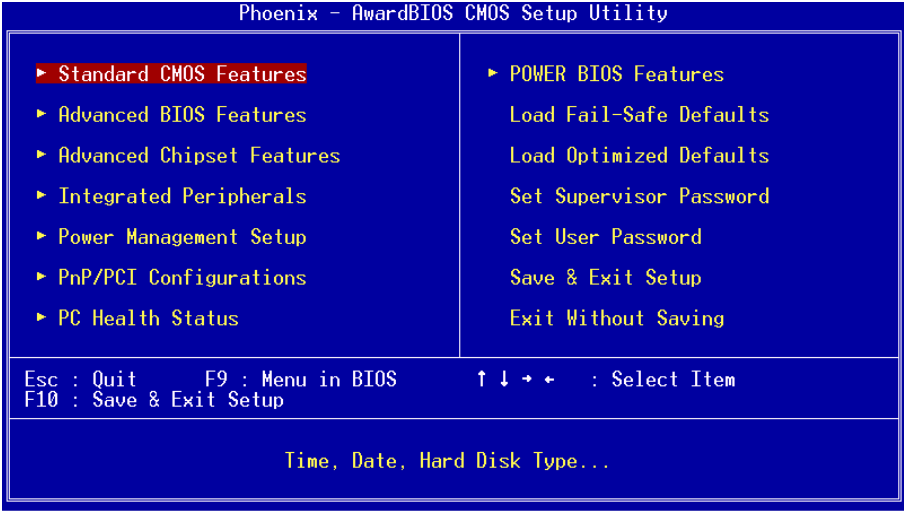 Phoenix - AwardBIOS CMOS Setup Utility
► Standard CMOS Features
► Advanced BIOS Features
► Advanced Chipset Features
► Integrated Peripherals
► Power Management Setup
► PnP/PCI Configurations
► PC Health Status
► POWER BIOS Features
Load Fail-Safe Defaults
Load Optimized Defaults
Set Supervisor Password
Set User Password
Save & Exit Setup
Exit Without Saving
Esc : Quit F9 : Menu in BIOS ↑ ↓ → ← : Select Item
F10 : Save & Exit Setup
Time, Date, Hard Disk Type...